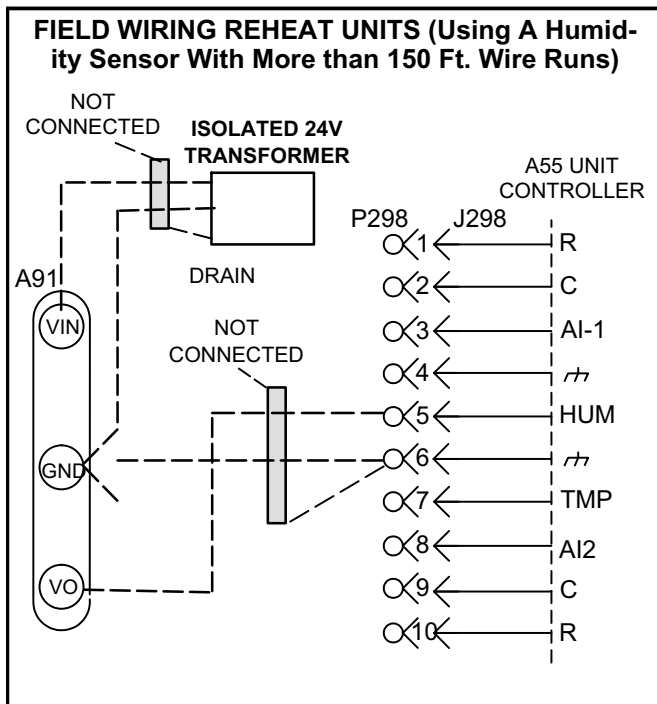 FIELD WIRING REHEAT UNITS (Using A Humid-
ity Sensor With More than 150 Ft. Wire Runs)
NOT
CONNECTED
ISOLATED 24V
TRANSFORMER
A55 UNIT
CONTROLLER
P298
J298
A91
DRAIN
VIN
GND
VO
NOT
CONNECTED
1 R
2 C
3 AI-1
4
5 HUM
6
7 TMP
8 AI2
9 C
10 R